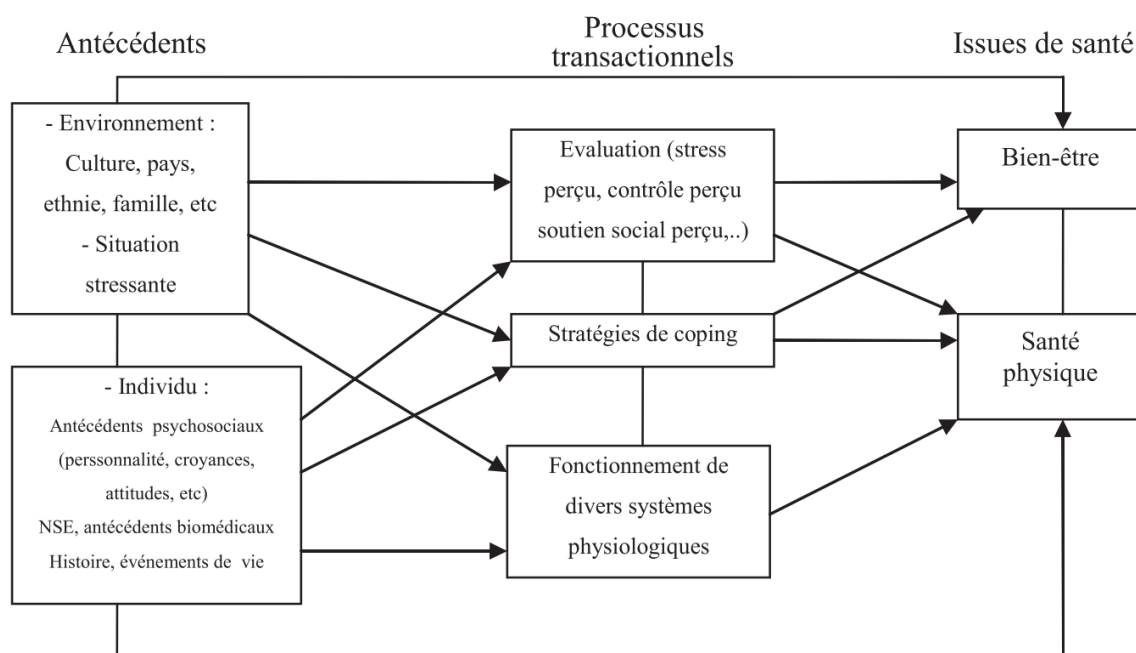 Antécédents
Processus
transactionnels
Issues de santé
- Environnement :
Culture, pays,
ethnie, famille, etc
- Situation
stressante
- Individu :
Antécédents psychosociaux
(perssonnalité, croyances,
attitudes, etc)
NSE, antécédents biomédicaux
Histoire, événements de vie
Evaluation (stress
perçu, contrôle perçu
soutien social perçu,..)
Stratégies de coping
Fonctionnement de
divers systèmes
physiologiques
Bien-être
Santé
physique